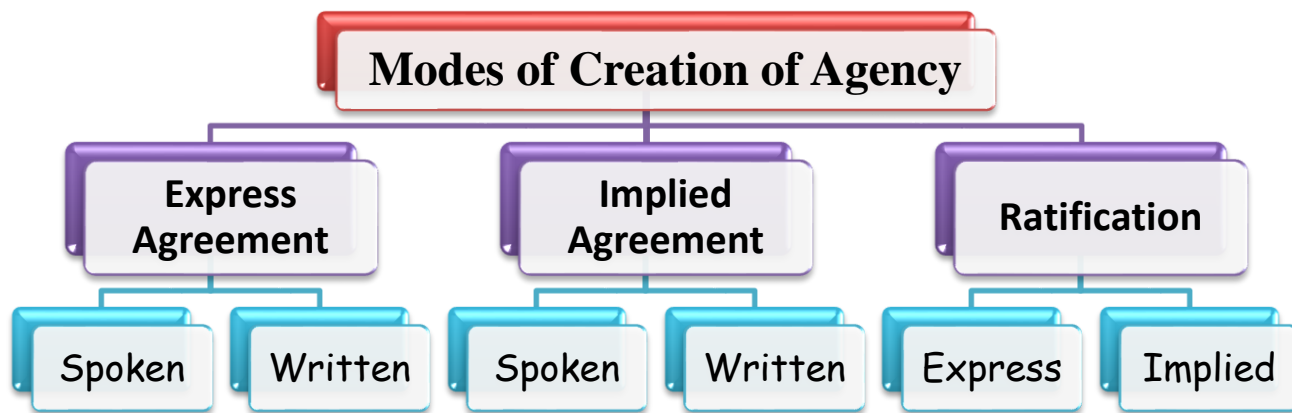 Modes of Creation of Agency
Express
Agreement
Implied
Agreement
Ratification
Spoken
Written
Spoken
Written
Express
Implied